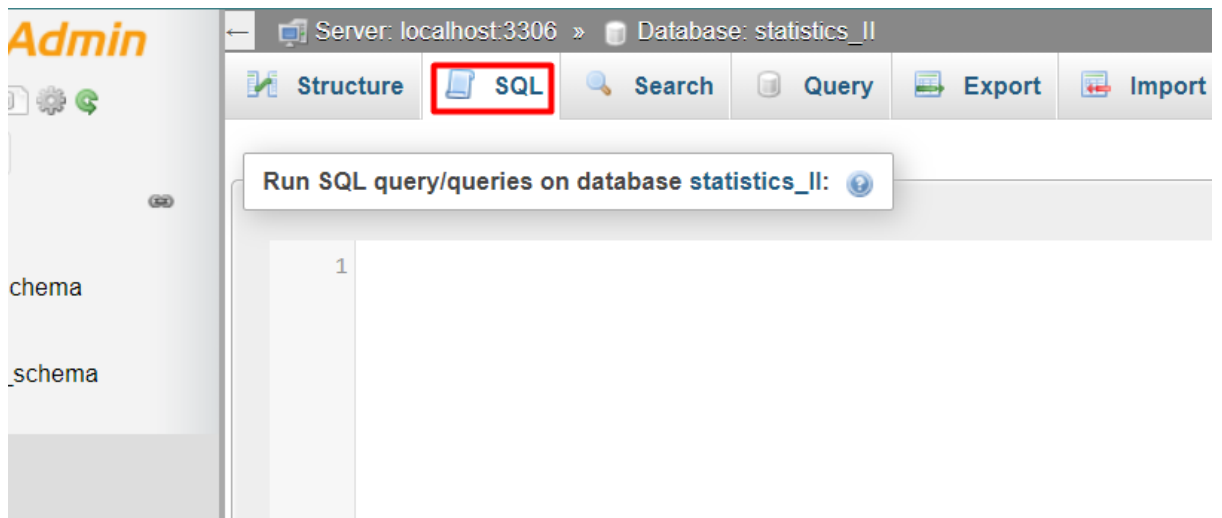 Admin
← Server: localhost:3306 » Database: statistics_II
Structure SQL Search Query Export Import
Run SQL query/queries on database statistics_II:
1
chema
_schema